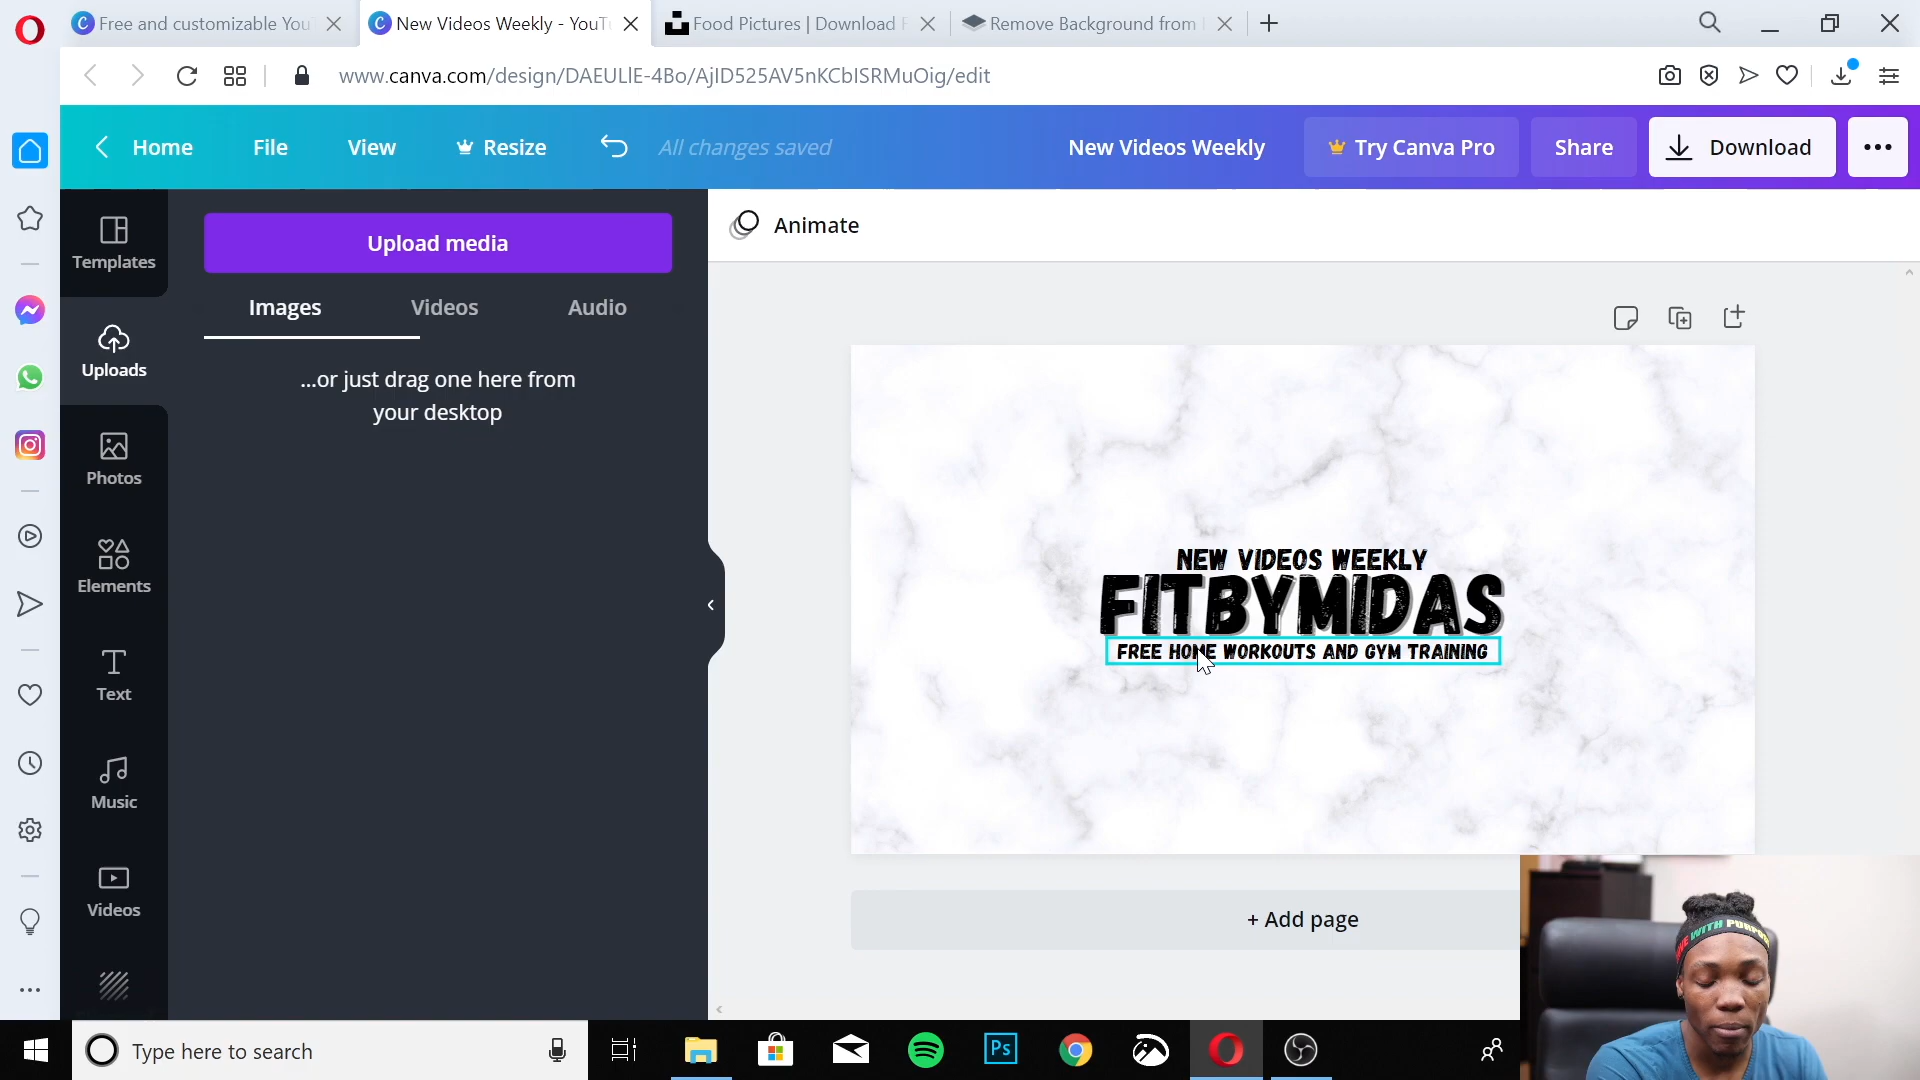 Free and customizable You
New Videos Weekly - YouT
Food Pictures | Download F
Remove Background from
www.canva.com/design/DAEULlE-4Bo/AjID525AV5nKCbISRMuOig/edit
Home
File
View
Resize
All changes saved
New Videos Weekly
Try Canva Pro
Share
Download
Templates
Uploads
Photos
Elements
Text
Music
Videos
Upload media
Images
Videos
Audio
...or just drag one here from
your desktop
Animate
NEW VIDEOS WEEKLY
FITBYMIDAS
FREE HOME WORKOUTS AND GYM TRAINING
+ Add page
WITH PURPO
Type here to search
Ps